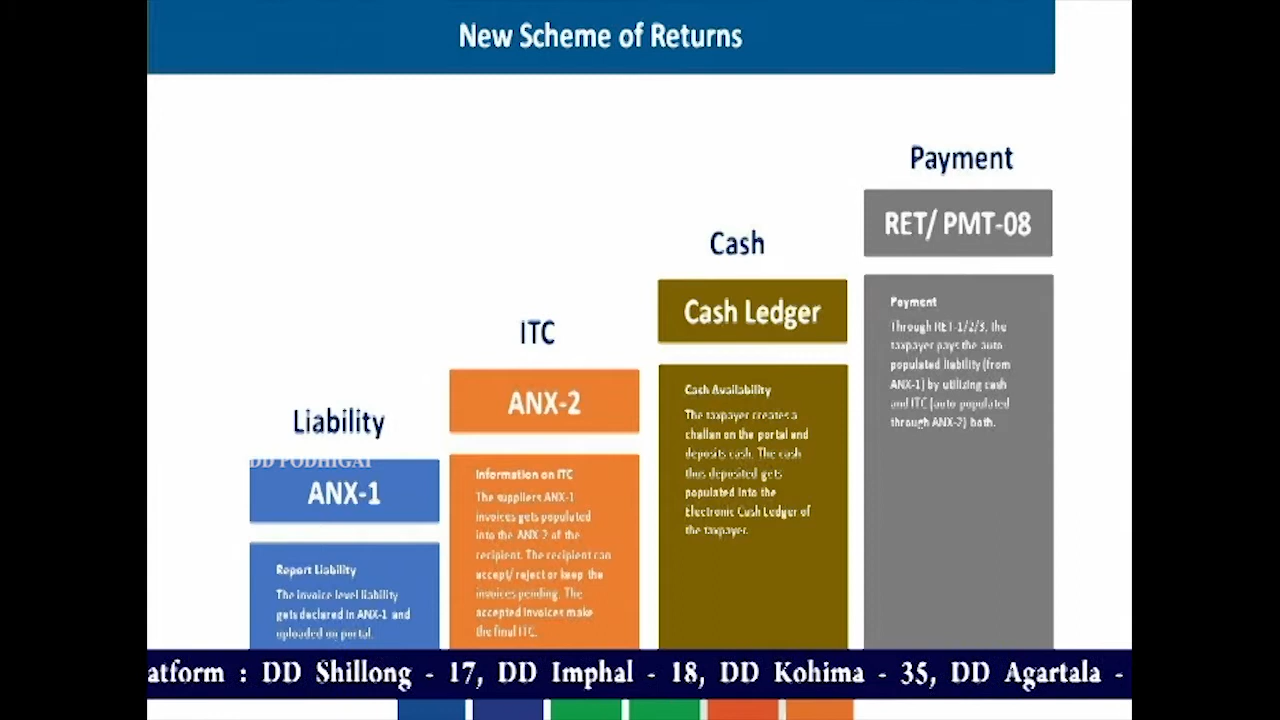 New Scheme of Returns
Payment
RET/ PMT-08
Cash
Cash Ledger
Payment
Through RET-1/2/3, the
taxpayer pays the auto
populated liability (from
ANX-1) by utilizing cash
and ITC (auto populated
through ANX-2) both.
ITC
ANX-2
Cash Availability
The taxpayer creates a
challan on the portal and
deposits cash. The cash
thus deposited gets
populated into the
Electronic Cash Ledger of
the taxpayer.
Liability
DD PODHIGAI
ANX-1
Information on ITC
The suppliers ANX-1
invoices gets populated
into the ANX-2 of the
recipient. The recipient can
accept/ reject or keep the
invoices pending. The
accepted invoices make
the final ITC.
Report Liability
The invoice level liability
gets declared in ANX-1 and
uploaded on portal.
atform : DD Shillong - 17, DD Imphal - 18, DD Kohima - 35, DD Agartala -